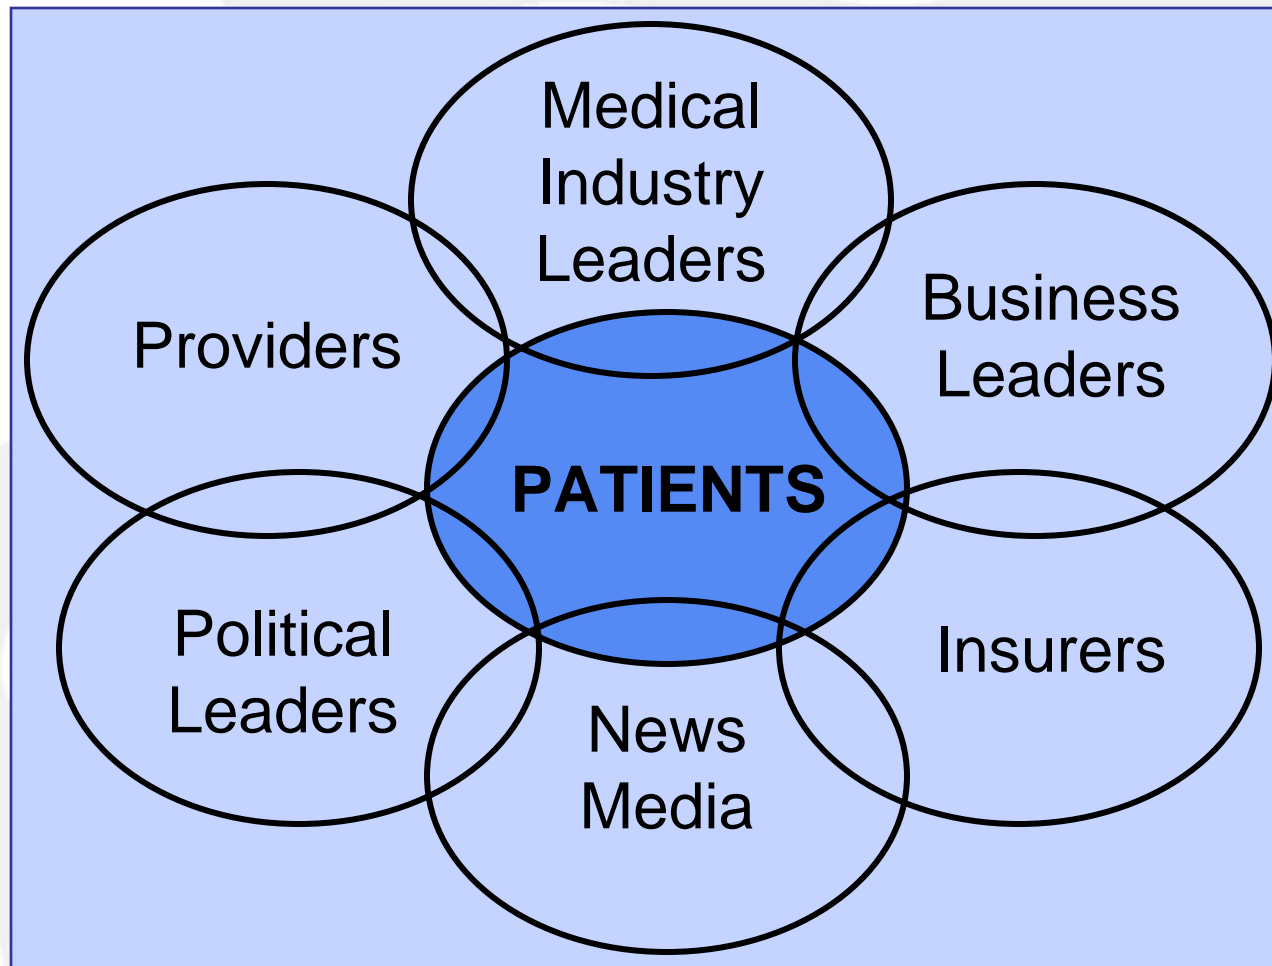 Medical
Industry
Leaders
Business
Leaders
Providers
PATIENTS
Political
Leaders
Insurers
News
Media